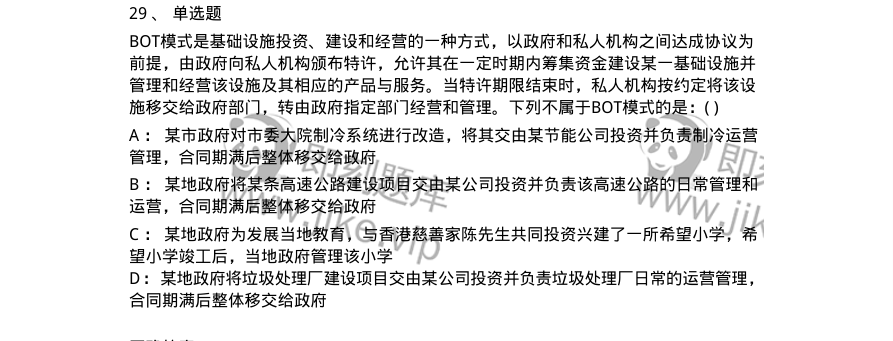 29 、 单选题
BOT模式是基础设施投资、建设和经营的一种方式，以政府和私人机构之间达成协议为
前提，由政府向私人机构颁布特许，允许其在一定时期内筹集资金建设某一基础设施并
管理和经营该设施及其相应的产品与服务。当特许期限结束时，私人机构按约定将该设
施移交给政府部门，转由政府指定部门经营和管理。下列不属于BOT模式的是：( )
A ： 某市政府对市委大院制冷系统进行改造，将其交由某节能公司投资并负责制冷运营
管理，合同期满后整体移交给政府
即刻题库
即刻
B ： 某地政府将某条高速公路建设项目交由某公司投资并负责该高速公路的日常管理和
运营，合同期满后整体移交给政府
www.jike.vip
www.jik
C ： 某地政府为发展当地教育，与香港慈善家陈先生共同投资兴建了一所希望小学，希
望小学竣工后，当地政府管理该小学
D：某地政府将垃圾处理厂建设项目交由某公司投资并负责垃圾处理厂日常的运营管理，
合同期满后整体移交给政府